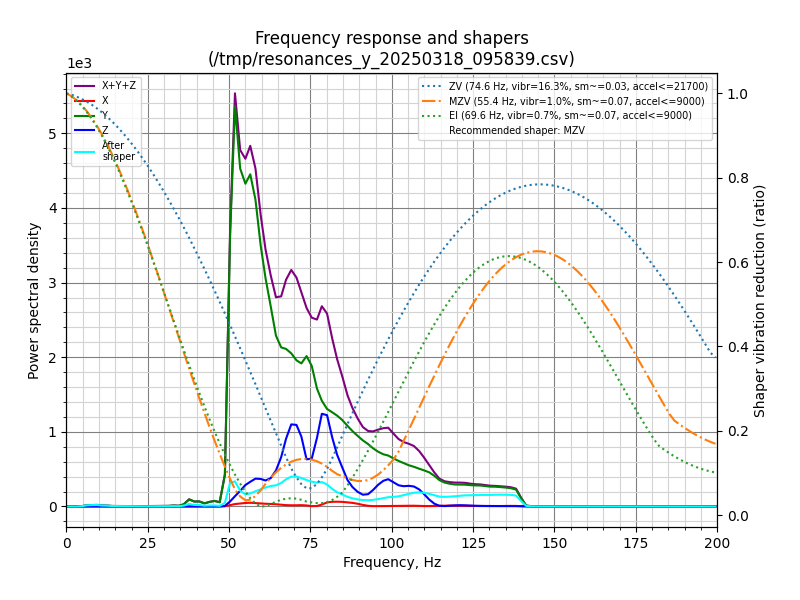 Frequency response and shapers
(/tmp/resonances_y_20250318_095839.csv)
1e3
X+Y+Z
X
Y
Z
After
shaper
ZV (74.6 Hz, vibr=16.3%, sm~=0.03, accel<=21700)
MZV (55.4 Hz, vibr=1.0%, sm~=0.07, accel<=9000)
EI (69.6 Hz, vibr=0.7%, sm~=0.07, accel<=9000)
Recommended shaper: MZV
Power spectral density
5
4
3
2
1
0
1.0
0.8
0.6
0.4
0.2
0.0
Shaper vibration reduction (ratio)
0 25 50 75 100 125 150 175 200
Frequency, Hz